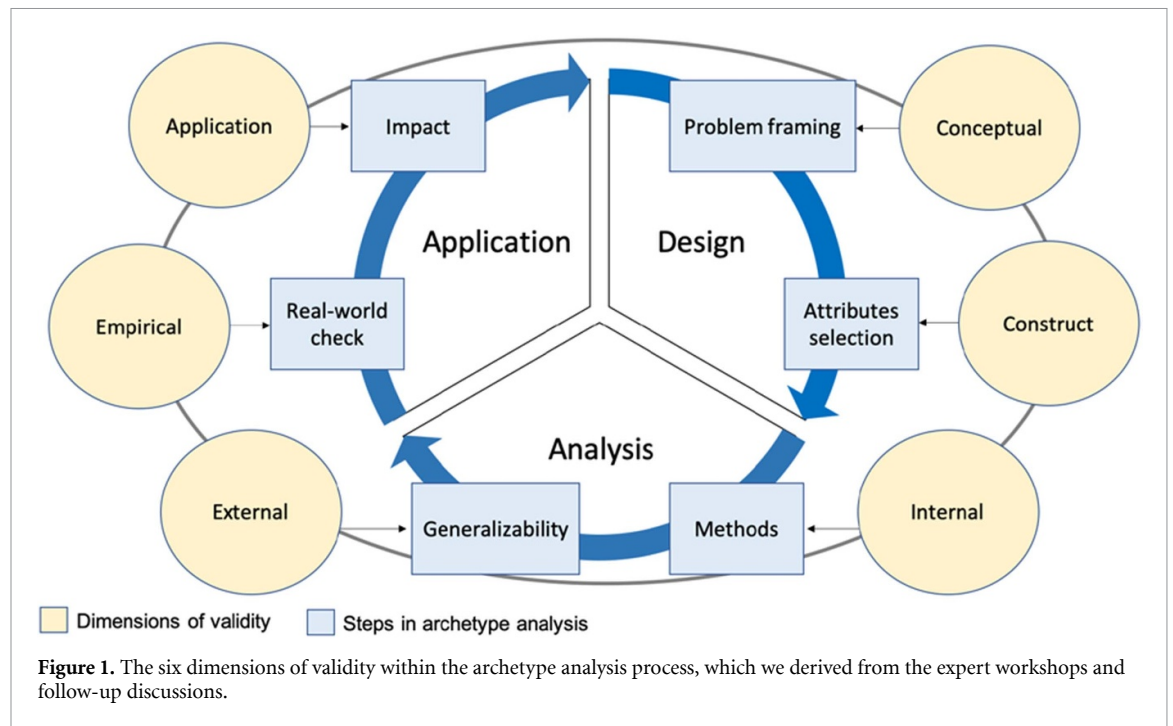 Application
Impact
Problem framing
Conceptual
Application
Design
Empirical
Real-world
check
Attributes
selection
Construct
Analysis
External
Generalizability
Methods
Internal
Dimensions of validity
Steps in archetype analysis
Figure 1. The six dimensions of validity within the archetype analysis process, which we derived from the expert workshops and
follow-up discussions.